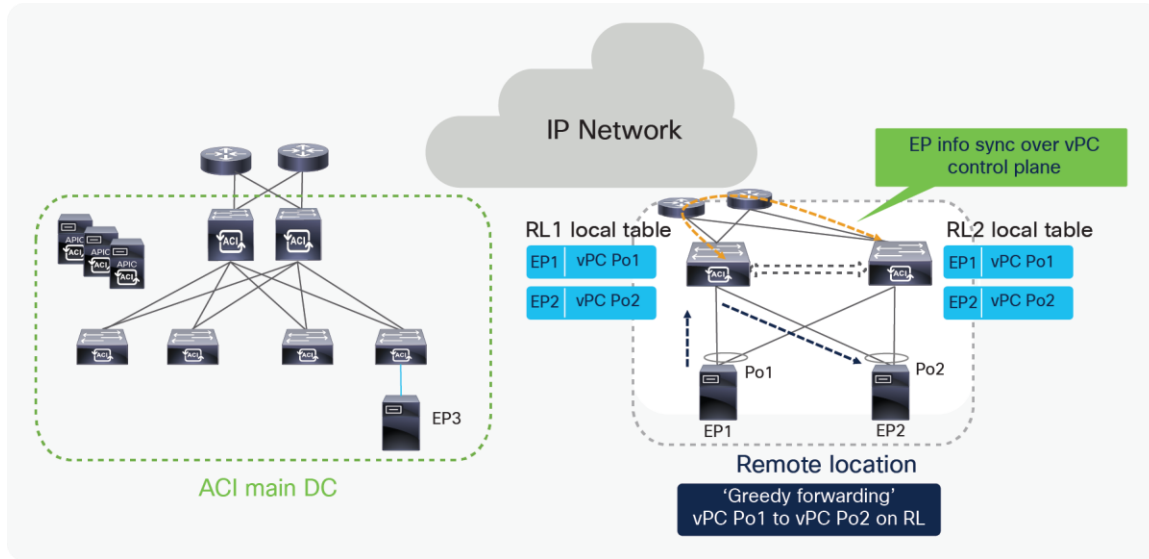 IP Network
EP info sync over vPC
control plane
APIC
ACI
APIC
ACI
APIC
ACI
ACI
ACI
RL1 local table
EP1 vPC Po1
EP2 vPC Po2
ACI
RL2 local table
EP1 vPC Po1
EP2 vPC Po2
ACI
ACI
ACI
ACI
Po1
Po2
EP3
EP1
EP2
ACI main DC
Remote location
‘Greedy forwarding’
vPC Po1 to vPC Po2 on RL